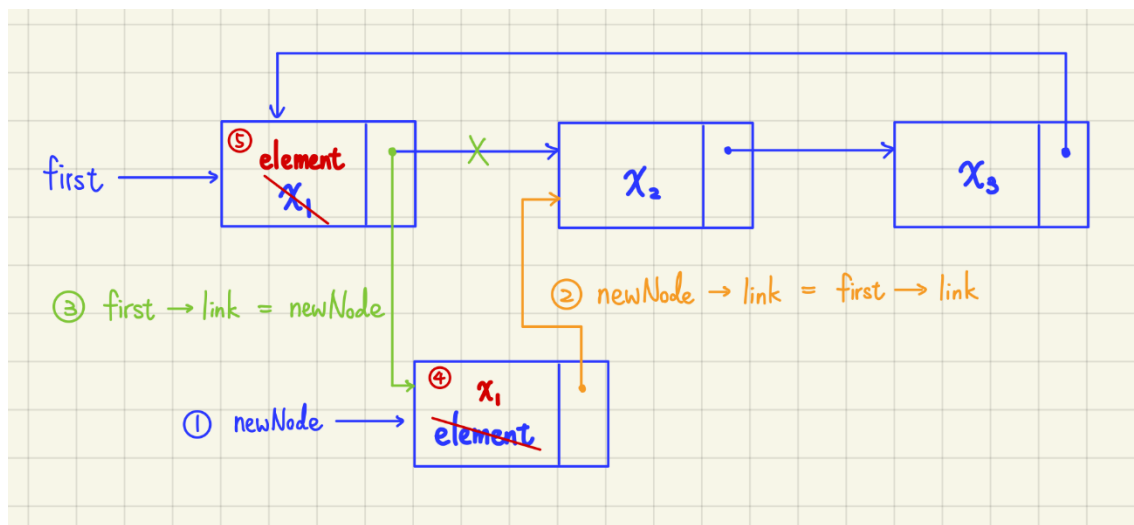 ⑤ element
x₁
first
x₂
x₃
③ first → link = newNode
② newNode → link = first → link
④ x₁
① newNode
element